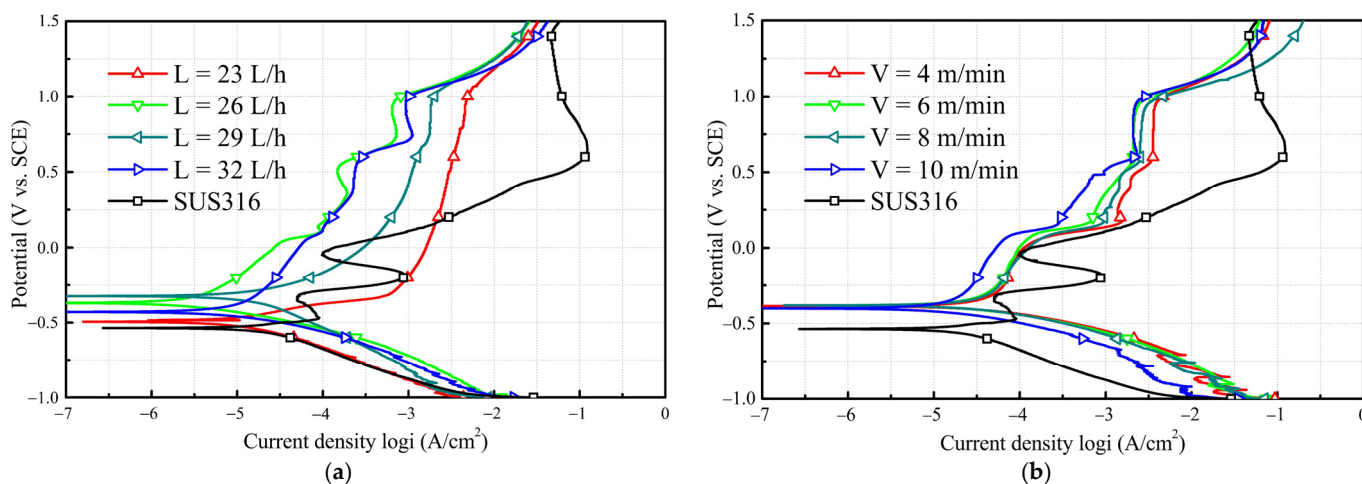 1.5
1.0
0.5
0.0
−0.5
−1.0
Potential (V vs. SCE)
L = 23 L/h
L = 26 L/h
L = 29 L/h
L = 32 L/h
SUS316
−7 −6 −5 −4 −3 −2 −1 0
Current density logi (A/cm²)
(a)
1.5
1.0
0.5
0.0
−0.5
−1.0
Potential (V vs. SCE)
V = 4 m/min
V = 6 m/min
V = 8 m/min
V = 10 m/min
SUS316
−7 −6 −5 −4 −3 −2 −1 0
Current density logi (A/cm²)
(b)